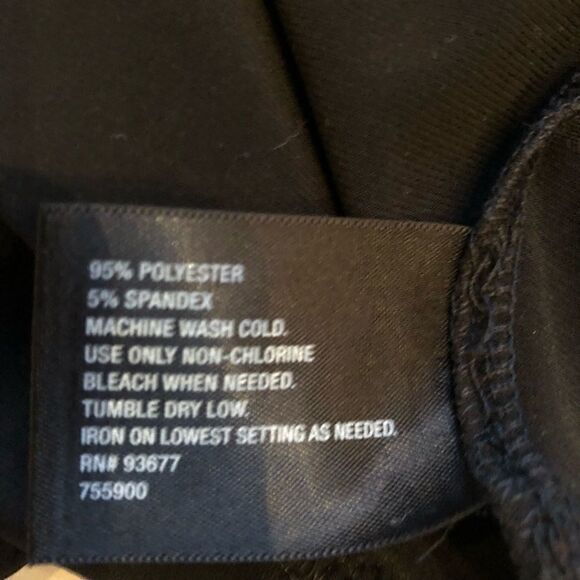 95% POLYESTER
5% SPANDEX
MACHINE WASH COLD.
USE ONLY NON-CHLORINE
BLEACH WHEN NEEDED.
TUMBLE DRY LOW.
IRON ON LOWEST SETTING AS NEEDED.
RN# 93677
755900